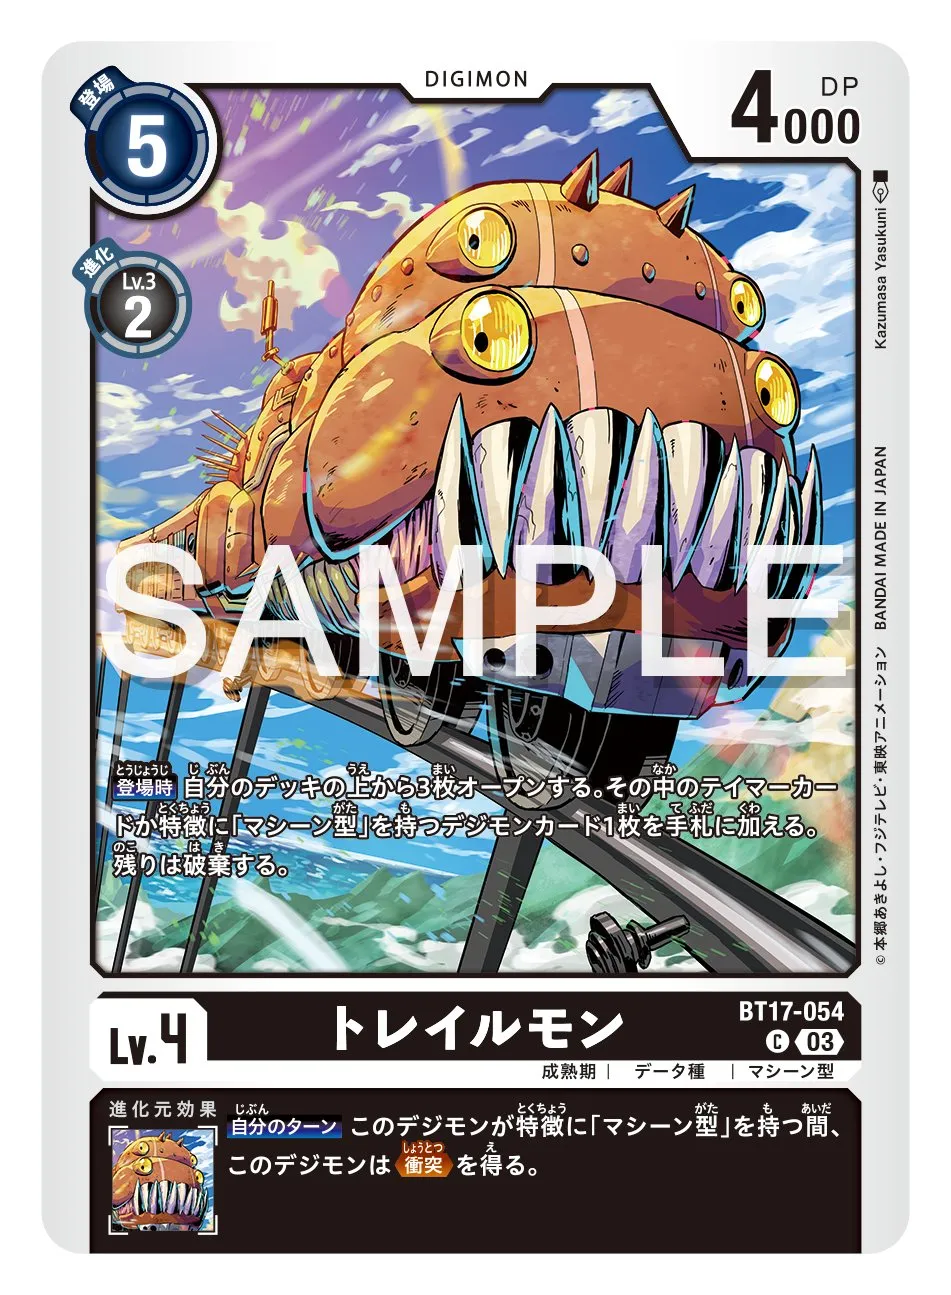 DIGIMON
登場
5
4000
DP
進化
Lv.3
2
Kazumasa Yasukuni
BANDAI MADE IN JAPAN
©本郷あきよし・フジテレビ・東映アニメーション
SAMPLE
登場時 自分のデッキの上から3枚オープンする。その中のテイマーカー
ドか特徴に「マシーン型」を持つデジモンカード1枚を手札に加える。
残りは破棄する。
Lv.4
トレイルモン
BT17-054
C 03
成熟期 | データ種 | マシーン型
進化元効果
自分のターン このデジモンが特徴に「マシーン型」を持つ間、
このデジモンは 衝突 を得る。